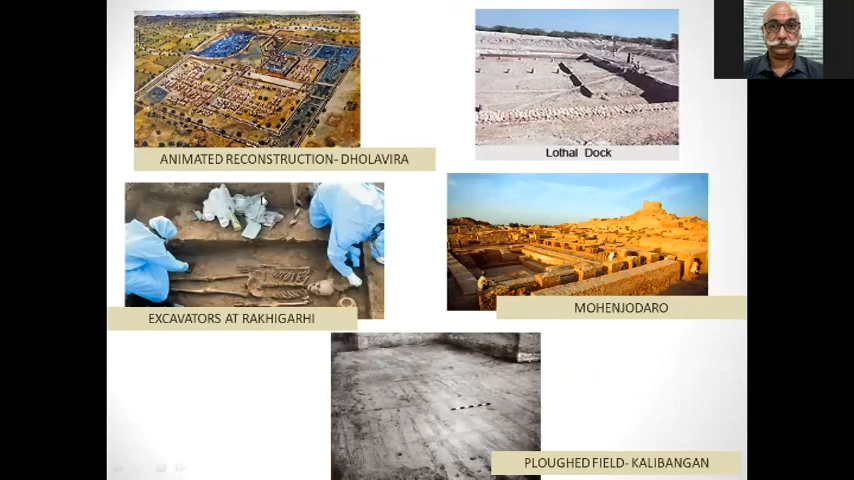 ANIMATED RECONSTRUCTION- DHOLAVIRA
Lothal Dock
EXCAVATORS AT RAKHIGARHI
MOHENJODARO
PLOUGHED FIELD- KALIBANGAN